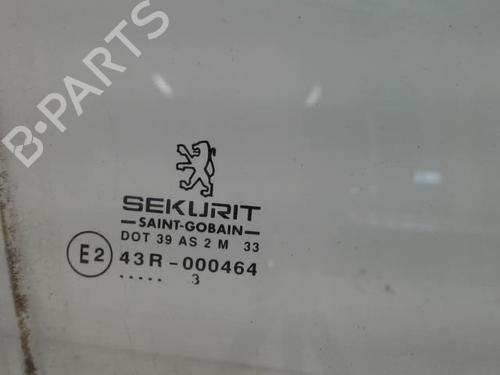 B-PARTS
SEKURIT
SAINT-GOBAIN
DOT 39 AS 2 M 33
E2 43R-000464
..... 3